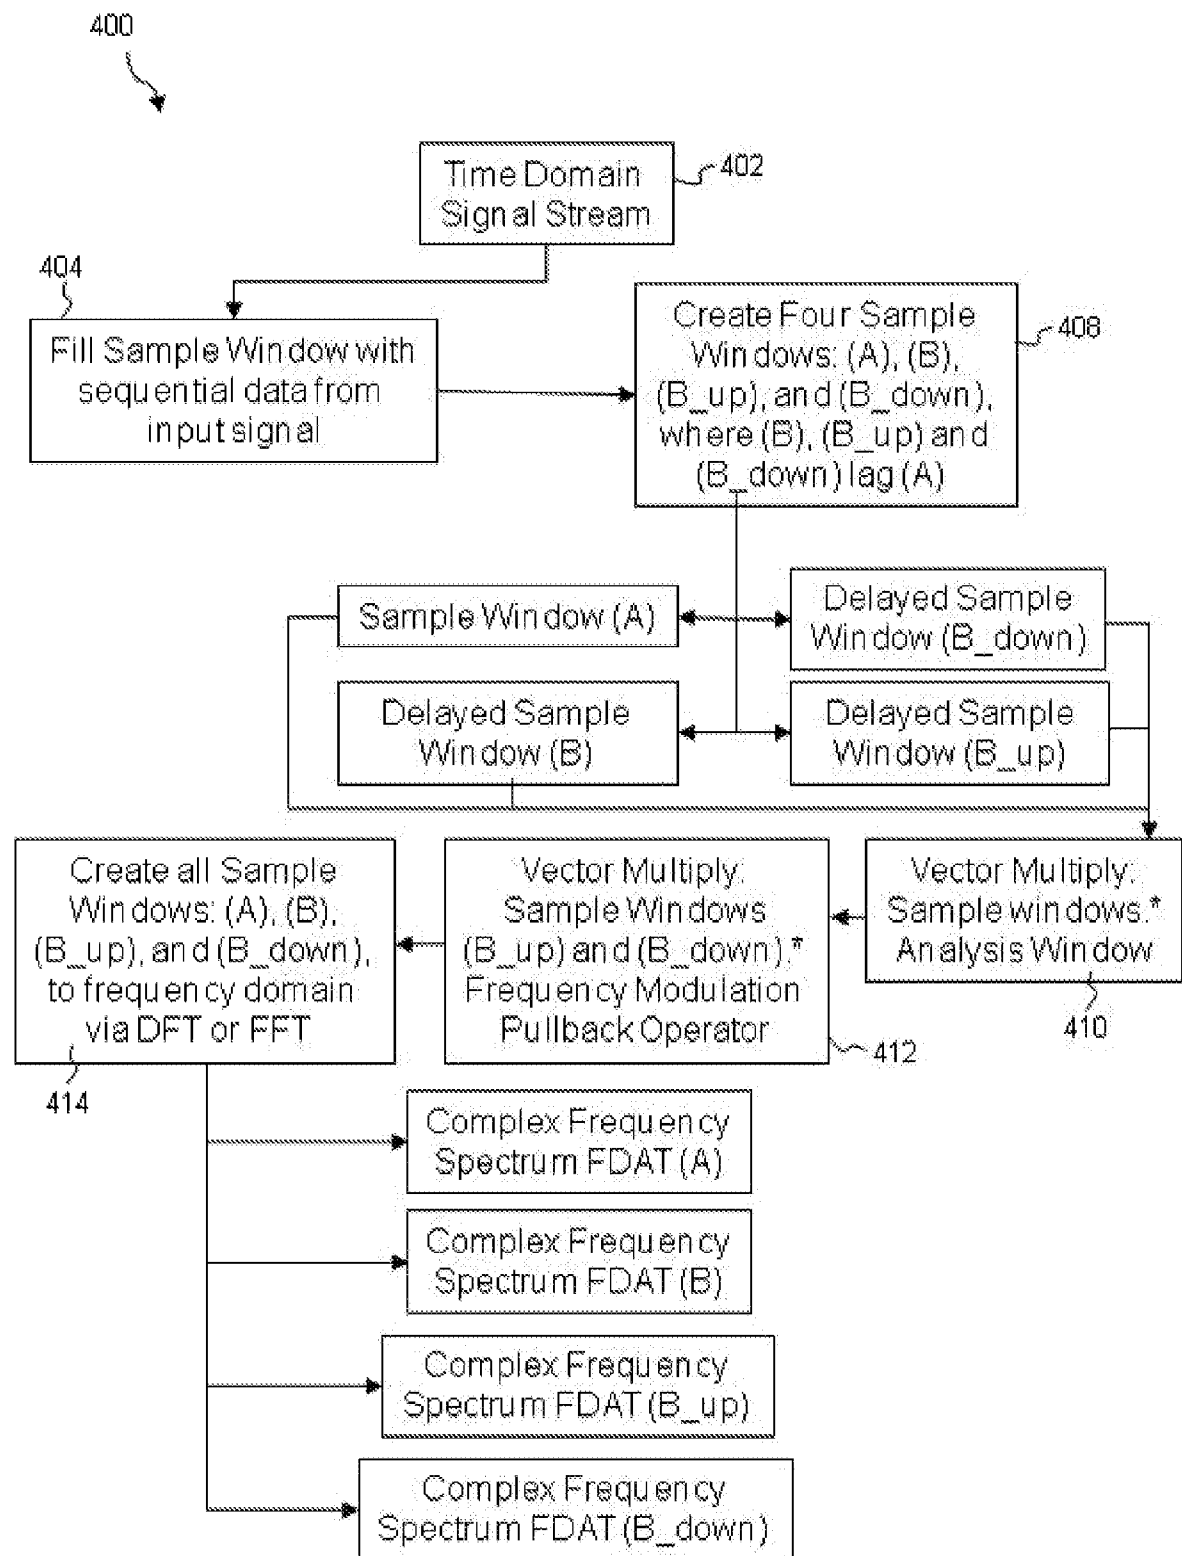 400
Time Domain
Signal Stream
402
404
Fill Sample Window with
sequential data from
input signal
Create Four Sample
Windows: (A), (B),
(B_up), and (B_down),
where (B), (B_up) and
(B_down) lag (A)
408
Sample Window (A)
Delayed Sample
Window (B_down)
Delayed Sample
Window (B)
Delayed Sample
Window (B_up)
Create all Sample
Windows: (A), (B),
(B_up), and (B_down),
to frequency domain
via DFT or FFT
414
Vector Multiply:
Sample Windows
(B_up) and (B_down).*
Frequency Modulation
Pullback Operator
412
Vector Multiply:
Sample windows.*
Analysis Window
410
Complex Frequency
Spectrum FDAT (A)
Complex Frequency
Spectrum FDAT (B)
Complex Frequency
Spectrum FDAT (B_up)
Complex Frequency
Spectrum FDAT (B_down)